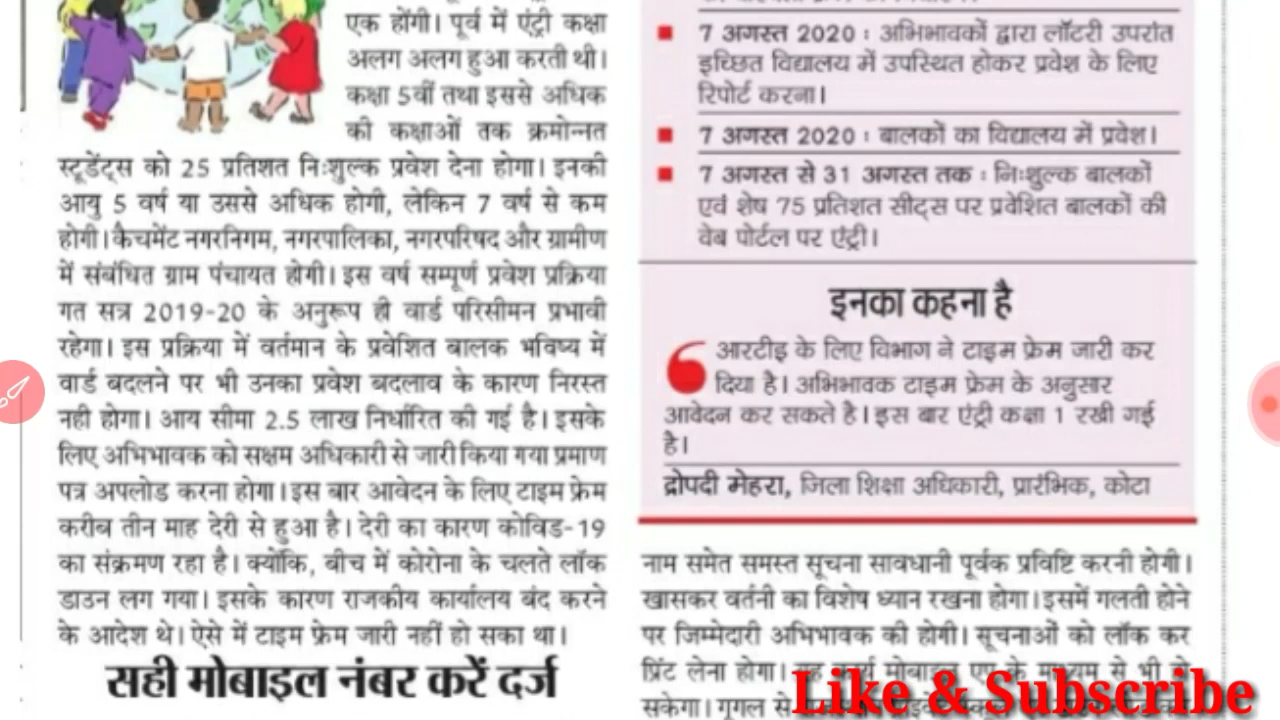 एक होंगी। पूर्व में एंट्री कक्षा
अलग अलग हुआ करती थी।
कक्षा 5वीं तथा इससे अधिक
की कक्षाओं तक क्रमोन्नत
स्टूडेंट्स को 25 प्रतिशत निःशुल्क प्रवेश देना होगा। इनकी
आयु 5 वर्ष या उससे अधिक होगी, लेकिन 7 वर्ष से कम
होगी। कैचमेंट नगरनिगम, नगरपालिका, नगरपरिषद और ग्रामीण
में संबंधित ग्राम पंचायत होगी। इस वर्ष सम्पूर्ण प्रवेश प्रक्रिया
गत सत्र 2019-20 के अनुरूप ही वार्ड परिसीमन प्रभावी
रहेगा। इस प्रक्रिया में वर्तमान के प्रवेशित बालक भविष्य में
वार्ड बदलने पर भी उनका प्रवेश बदलाव के कारण निरस्त
नही होगा। आय सीमा 2.5 लाख निर्धारित की गई है। इसके
लिए अभिभावक को सक्षम अधिकारी से जारी किया गया प्रमाण
पत्र अपलोड करना होगा। इस बार आवेदन के लिए टाइम फ्रेम
करीब तीन माह देरी से हुआ है। देरी का कारण कोविड-19
का संक्रमण रहा है। क्योंकि, बीच में कोरोना के चलते लॉक
डाउन लग गया। इसके कारण राजकीय कार्यालय बंद करने
के आदेश थे। ऐसे में टाइम फ्रेम जारी नहीं हो सका था।
सही मोबाइल नंबर करें दर्ज
7 अगस्त 2020 : अभिभावकों द्वारा लॉटरी उपरांत
इच्छित विद्यालय में उपस्थित होकर प्रवेश के लिए
रिपोर्ट करना।
7 अगस्त 2020 : बालकों का विद्यालय में प्रवेश।
7 अगस्त से 31 अगस्त तक : निःशुल्क बालकों
एवं शेष 75 प्रतिशत सीट्स पर प्रवेशित बालकों की
वेब पोर्टल पर एंट्री।
इनका कहना है
आरटीइ के लिए विभाग ने टाइम फ्रेम जारी कर
दिया है। अभिभावक टाइम फ्रेम के अनुसार
आवेदन कर सकते है। इस बार एंट्री कक्षा 1 रखी गई
है।
द्रोपदी मेहरा, जिला शिक्षा अधिकारी, प्रारंभिक, कोटा
नाम समेत समस्त सूचना सावधानी पूर्वक प्रविष्टि करनी होगी।
खासकर वर्तनी का विशेष ध्यान रखना होगा। इसमें गलती होने
पर जिम्मेदारी अभिभावक की होगी। सूचनाओं को लॉक कर
प्रिंट लेना होगा। यह कार्य मोबाइल एप के माध्यम से भी हो
सकेगा। गूगल से
Like & Subscribe